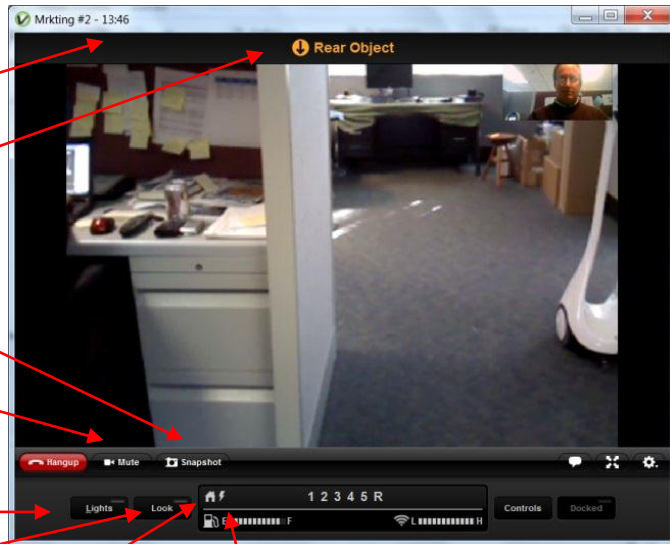 Mrkting #2 - 13:46
Rear Object
Hangup Mute Snapshot
Lights Look 1 2 3 4 5 R Controls Docked
E F L H